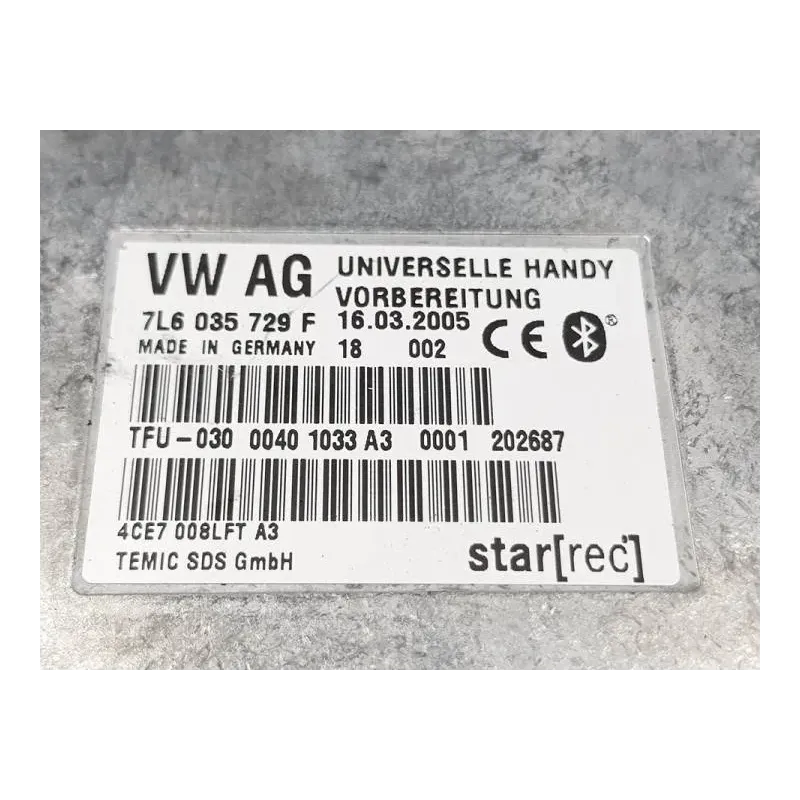 VW AG UNIVERSELLE HANDY
VORBEREITUNG
7L6 035 729 F 16.03.2005
MADE IN GERMANY 18 002 CE ®
TFU-030 0040 1033 A3 0001 202687
4CE7 008LFT A3
TEMIC SDS GmbH star[rec]